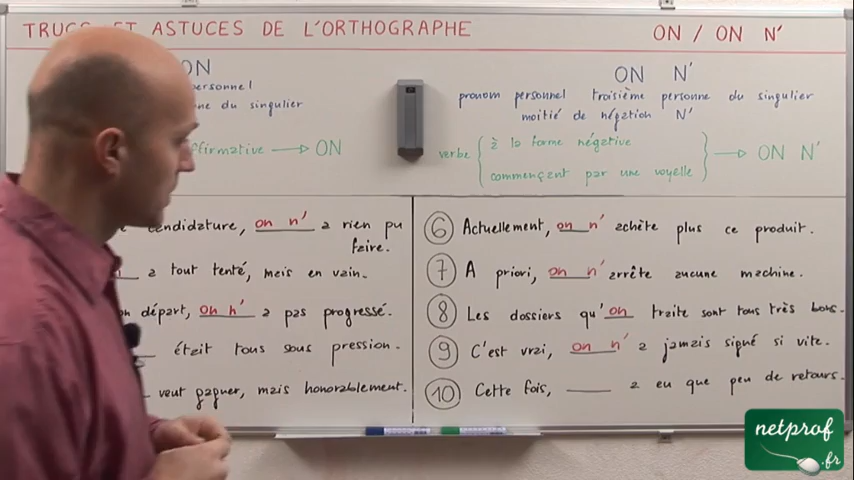 TRUCS ET ASTUCES DE L'ORTHOGRAPHE
ON / ON N'
ON
personnel
du singulier
affirmative → ON
ON N'
pronom personnel troisième personne du singulier
moitié de négation N'
verbe { à la forme négative
commençant par une voyelle } → ON N'
candidature, on n' a rien pu
faire.
a tout tenté, mais en vain.
départ, on n' a pas progressé.
était tous sous pression.
veut gagner, mais honorablement.
6 Actuellement, on n' achète plus ce produit.
7 A priori, on n' arrête aucune machine.
8 Les dossiers qu'on traite sont tous très bons.
9 C'est vrai, on n' a jamais signé si vite.
10 Cette fois, ____ a eu que peu de retours.
netprof
.fr